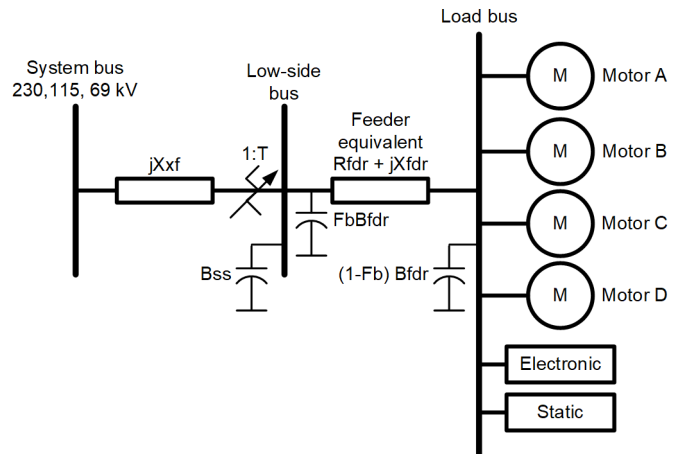 Load bus
System bus
230,115, 69 kV
Low-side
bus
Feeder
equivalent
Rfdr + jXfdr
jXxf
1:T
FbBfdr
Bss
(1-Fb) Bfdr
M
Motor A
M
Motor B
M
Motor C
M
Motor D
Electronic
Static